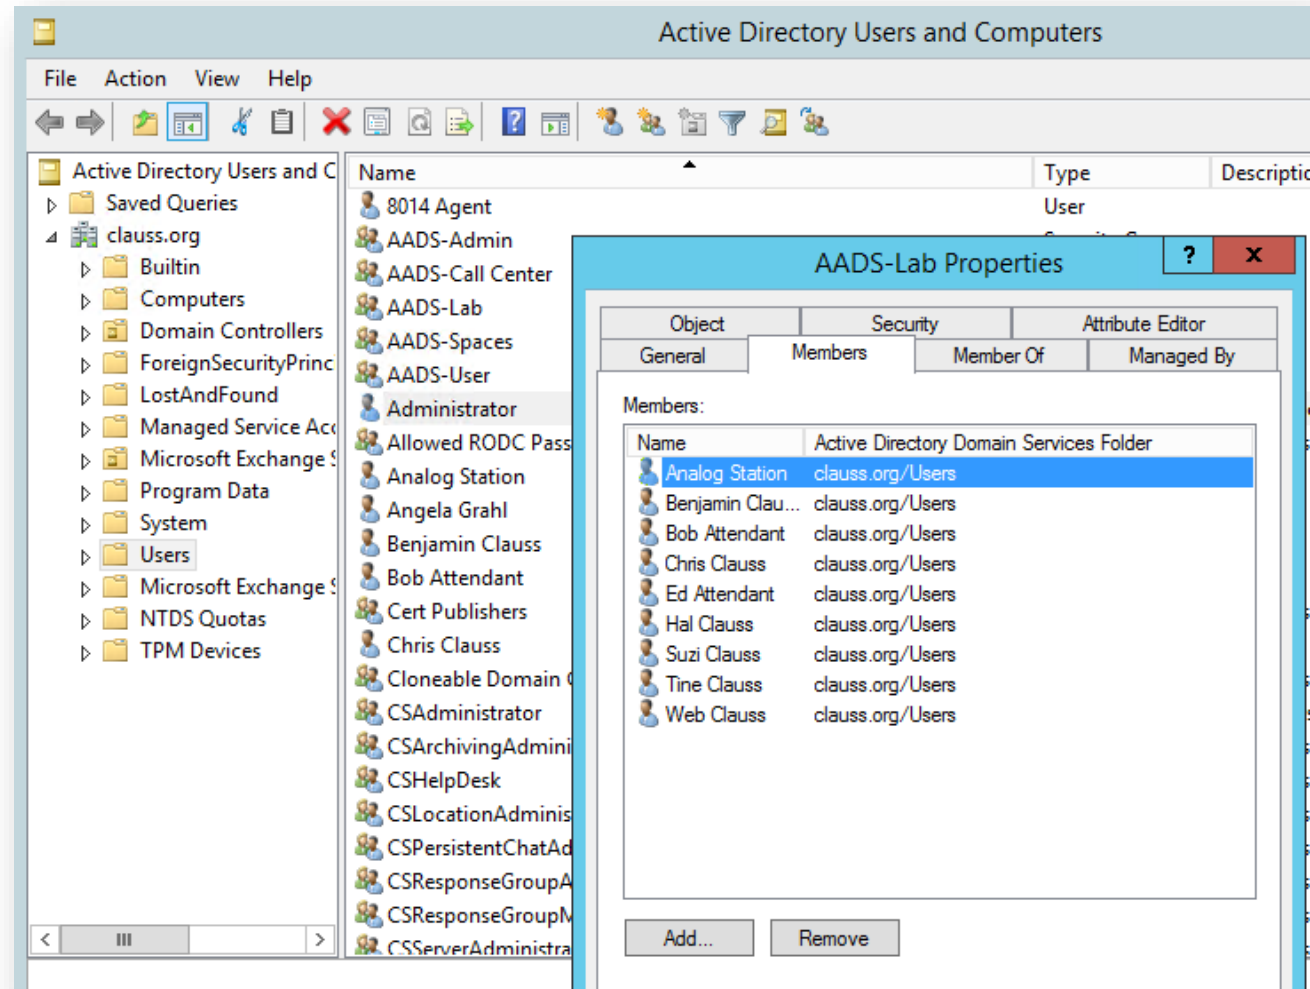 Active Directory Users and Computers
File Action View Help
Active Directory Users and C
Saved Queries
clauss.org
Builtin
Computers
Domain Controllers
ForeignSecurityPrinc
LostAndFound
Managed Service Acc
Microsoft Exchange S
Program Data
System
Users
Microsoft Exchange S
NTDS Quotas
TPM Devices
Name Type Descriptio
8014 Agent User
AADS-Admin
AADS-Call Center
AADS-Lab
AADS-Spaces
AADS-User
Administrator
Allowed RODC Pass
Analog Station
Angela Grahl
Benjamin Clauss
Bob Attendant
Cert Publishers
Chris Clauss
Cloneable Domain C
CSAdministrator
CSArchivingAdmini
CSHelpDesk
CSLocationAdminis
CSPersistentChatAd
CSResponseGroupA
CSResponseGroupM
CSServerAdministra
AADS-Lab Properties ? x
Object Security Attribute Editor
General Members Member Of Managed By
Members:
Name Active Directory Domain Services Folder
Analog Station clauss.org/Users
Benjamin Clau... clauss.org/Users
Bob Attendant clauss.org/Users
Chris Clauss clauss.org/Users
Ed Attendant clauss.org/Users
Hal Clauss clauss.org/Users
Suzi Clauss clauss.org/Users
Tine Clauss clauss.org/Users
Web Clauss clauss.org/Users
Add... Remove